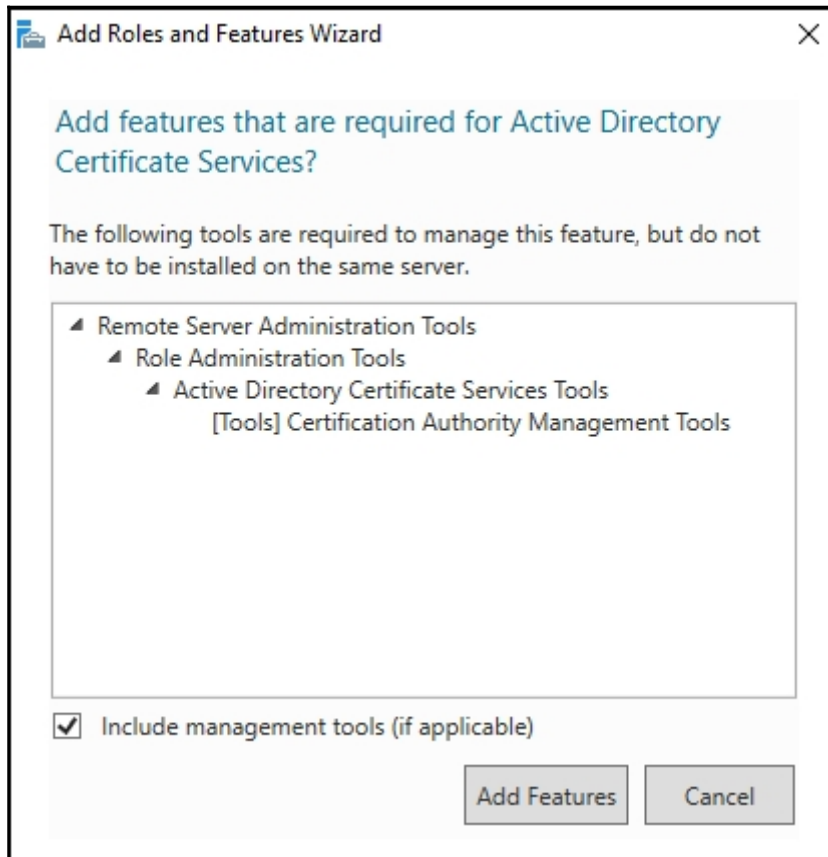 Add Roles and Features Wizard
Add features that are required for Active Directory
Certificate Services?
The following tools are required to manage this feature, but do not
have to be installed on the same server.
Remote Server Administration Tools
Role Administration Tools
Active Directory Certificate Services Tools
[Tools] Certification Authority Management Tools
Include management tools (if applicable)
Add Features
Cancel